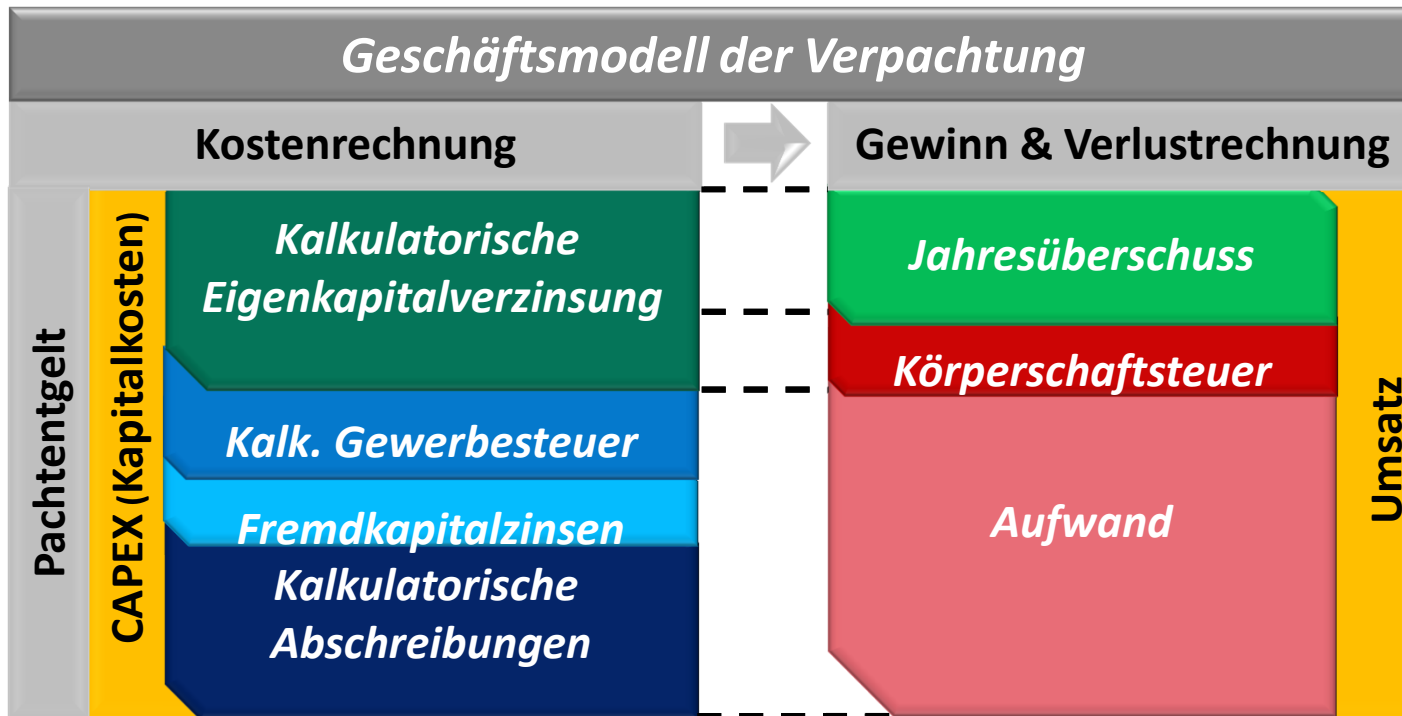 Geschäftsmodell der Verpachtung
Kostenrechnung
Gewinn & Verlustrechnung
Pachtentgelt
CAPEX (Kapitalkosten)
Kalkulatorische
Eigenkapitalverzinsung
Kalk. Gewerbesteuer
Fremdkapitalzinsen
Kalkulatorische
Abschreibungen
Jahresüberschuss
Körperschaftsteuer
Aufwand
Umsatz